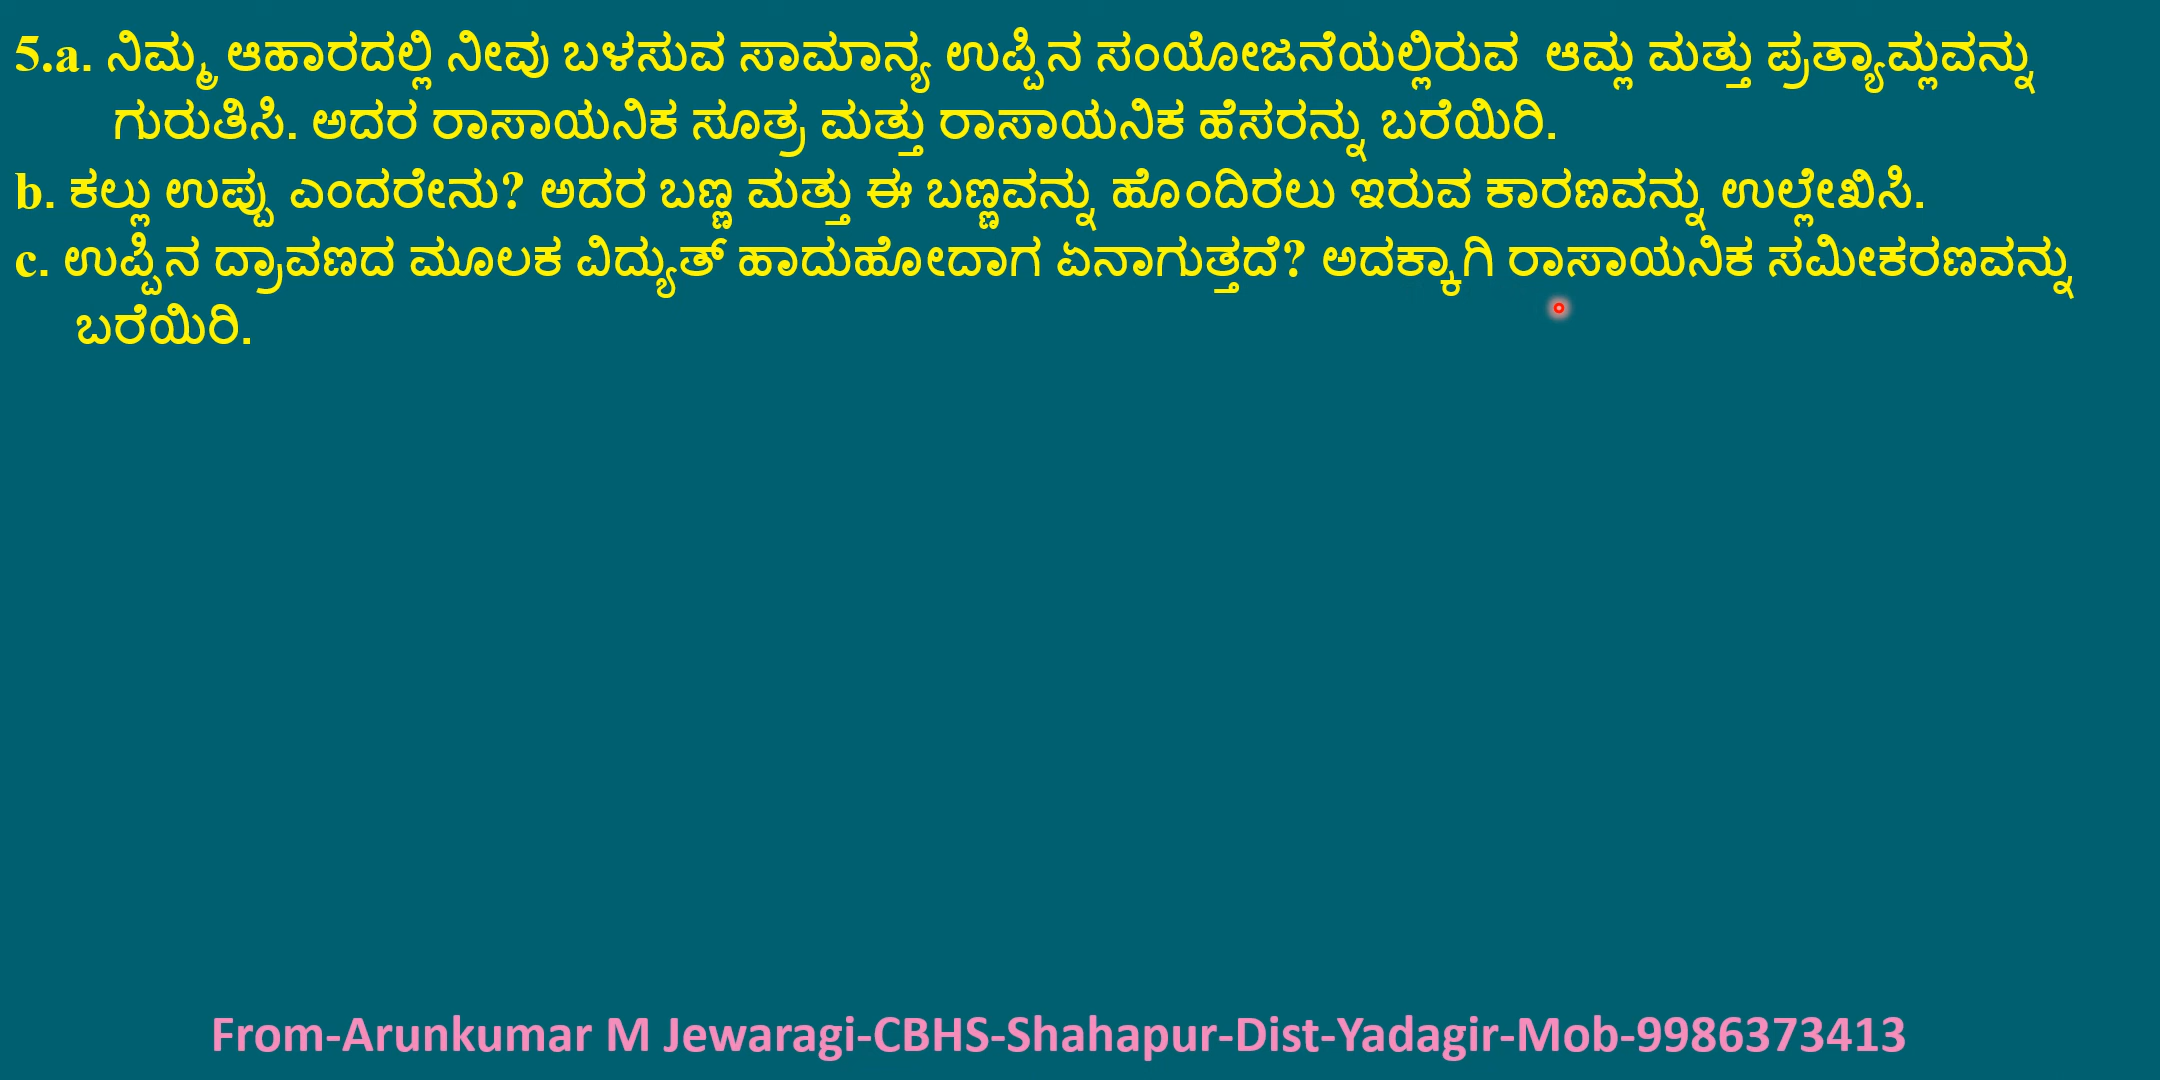 5.a. ನಿಮ್ಮ ಆಹಾರದಲ್ಲಿ ನೀವು ಬಳಸುವ ಸಾಮಾನ್ಯ ಉಪ್ಪಿನ ಸಂಯೋಜನೆಯಲ್ಲಿರುವ ಆಮ್ಲ ಮತ್ತು ಪ್ರತ್ಯಾಮ್ಲವನ್ನು
ಗುರುತಿಸಿ. ಅದರ ರಾಸಾಯನಿಕ ಸೂತ್ರ ಮತ್ತು ರಾಸಾಯನಿಕ ಹೆಸರನ್ನು ಬರೆಯಿರಿ.
b. ಕಲ್ಲು ಉಪ್ಪು ಎಂದರೇನು? ಅದರ ಬಣ್ಣ ಮತ್ತು ಈ ಬಣ್ಣವನ್ನು ಹೊಂದಿರಲು ಇರುವ ಕಾರಣವನ್ನು ಉಲ್ಲೇಖಿಸಿ.
c. ಉಪ್ಪಿನ ದ್ರಾವಣದ ಮೂಲಕ ವಿದ್ಯುತ್ ಹಾದುಹೋದಾಗ ಏನಾಗುತ್ತದೆ? ಅದಕ್ಕಾಗಿ ರಾಸಾಯನಿಕ ಸಮೀಕರಣವನ್ನು
ಬರೆಯಿರಿ.
From-Arunkumar M Jewaragi-CBHS-Shahapur-Dist-Yadagir-Mob-9986373413